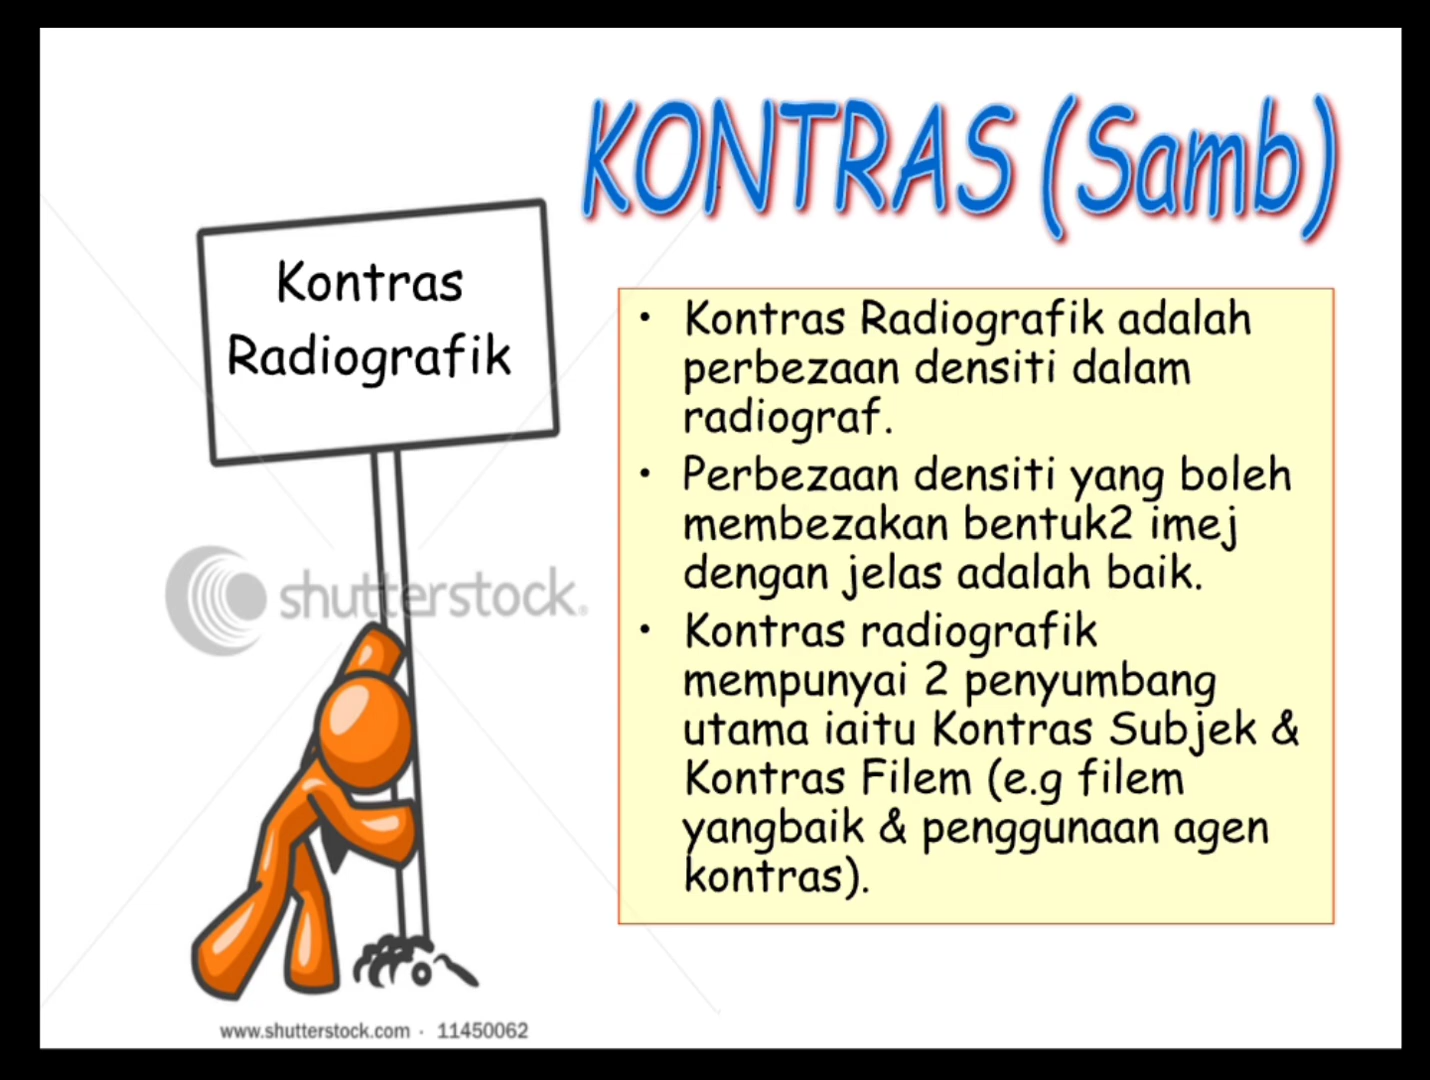 KONTRAS (Samb)
Kontras
Radiografik
• Kontras Radiografik adalah
perbezaan densiti dalam
radiograf.
• Perbezaan densiti yang boleh
membezakan bentuk2 imej
dengan jelas adalah baik.
• Kontras radiografik
mempunyai 2 penyumbang
utama iaitu Kontras Subjek &
Kontras Filem (e.g filem
yangbaik & penggunaan agen
kontras).
shutterstock.
www.shutterstock.com · 11450062